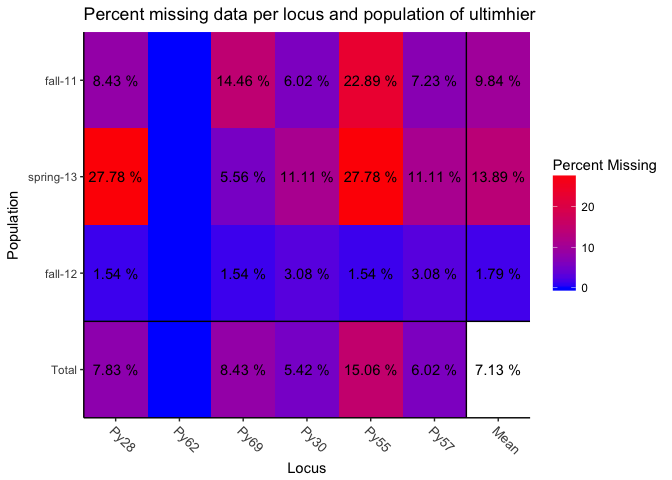 Percent missing data per locus and population of ultimhier
fall-11 8.43 % 14.46 % 6.02 % 22.89 % 7.23 % 9.84 %
spring-13 27.78 % 5.56 % 11.11 % 27.78 % 11.11 % 13.89 %
fall-12 1.54 % 1.54 % 3.08 % 1.54 % 3.08 % 1.79 %
Total 7.83 % 8.43 % 5.42 % 15.06 % 6.02 % 7.13 %
Py28 Py62 Py69 Py30 Py55 Py57 Mean
Locus
Population
Percent Missing
20
10
0